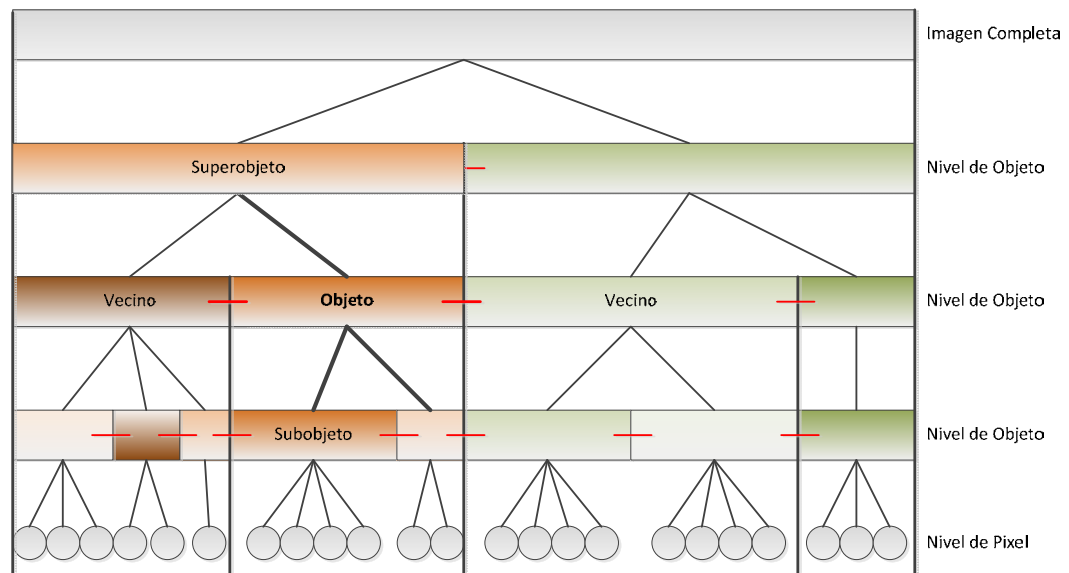 Imagen Completa
Superobjeto
Nivel de Objeto
Vecino
Objeto
Vecino
Nivel de Objeto
Subobjeto
Nivel de Objeto
Nivel de Pixel